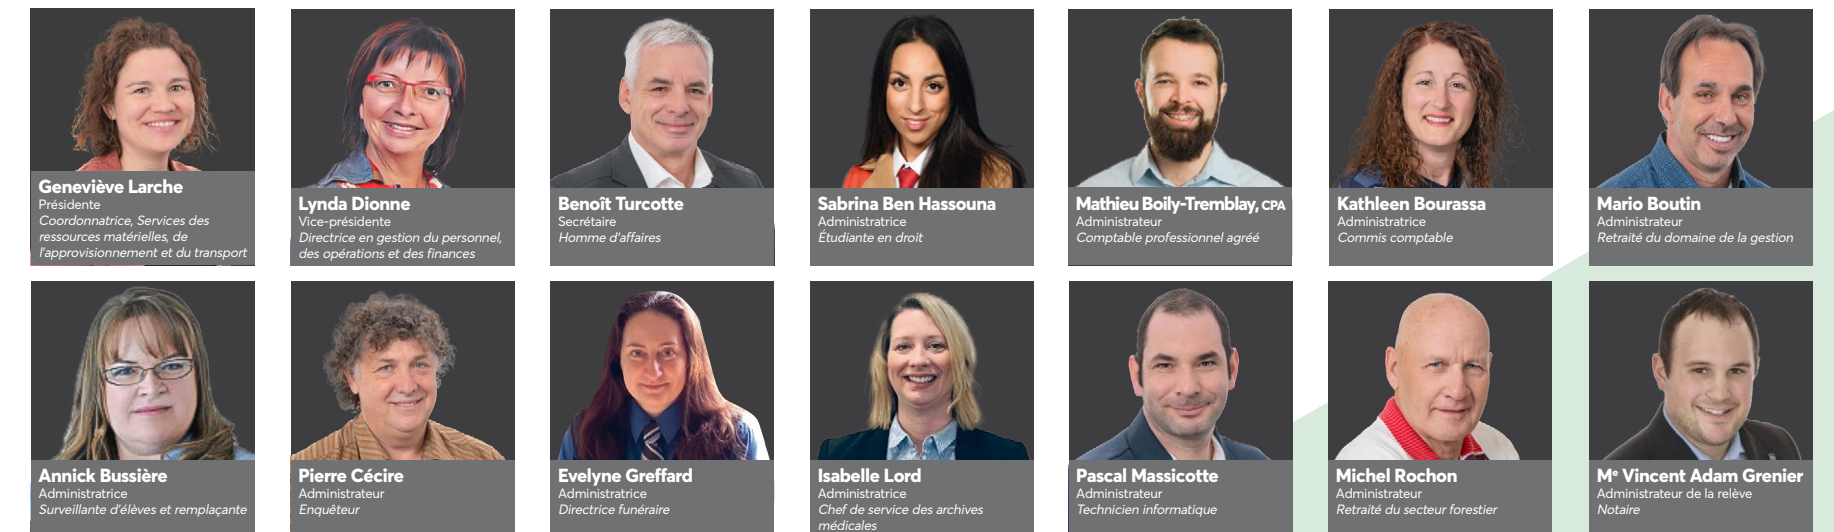 Geneviève Larche
Présidente
Coordonnatrice, Services des
ressources matérielles, de
l'approvisionnement et du transport
Lynda Dionne
Vice-présidente
Directrice en gestion du personnel,
des opérations et des finances
Benoît Turcotte
Secrétaire
Homme d'affaires
Sabrina Ben Hassouna
Administratrice
Étudiante en droit
Mathieu Boily-Tremblay, CPA
Administrateur
Comptable professionnel agréé
Kathleen Bourassa
Administratrice
Commis comptable
Mario Boutin
Administrateur
Retraité du domaine de la gestion
Annick Bussière
Administratrice
Surveillante d'élèves et remplaçante
Pierre Cécire
Administrateur
Enquêteur
Evelyne Greffard
Administratrice
Directrice funéraire
Isabelle Lord
Administratrice
Chef de service des archives
médicales
Pascal Massicotte
Administrateur
Technicien informatique
Michel Rochon
Administrateur
Retraité du secteur forestier
Mᵉ Vincent Adam Grenier
Administrateur de la relève
Notaire